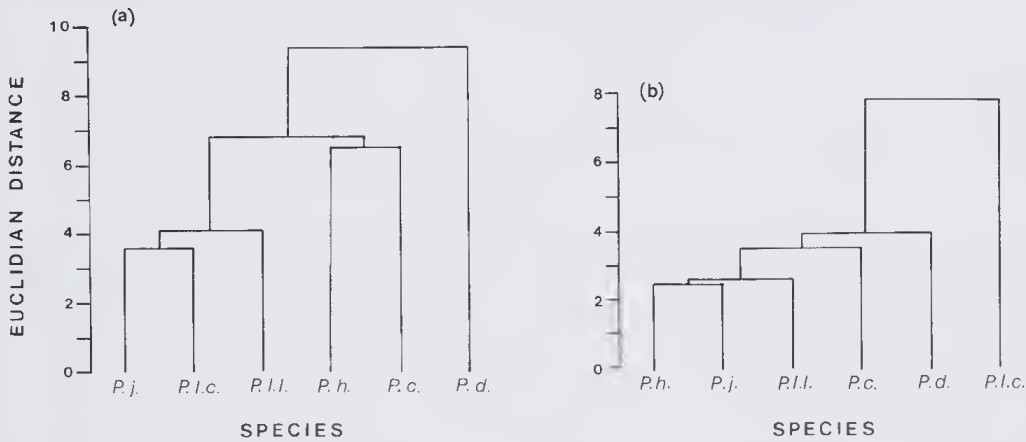 (a)
10
8
6
4
2
0
EUCLIDIAN DISTANCE
P.j. P.l.c. P.l.l. P.h. P.c. P.d.
SPECIES
(b)
8
6
4
2
0
P.h. P.j. P.l.l. P.c. P.d. P.l.c.
SPECIES